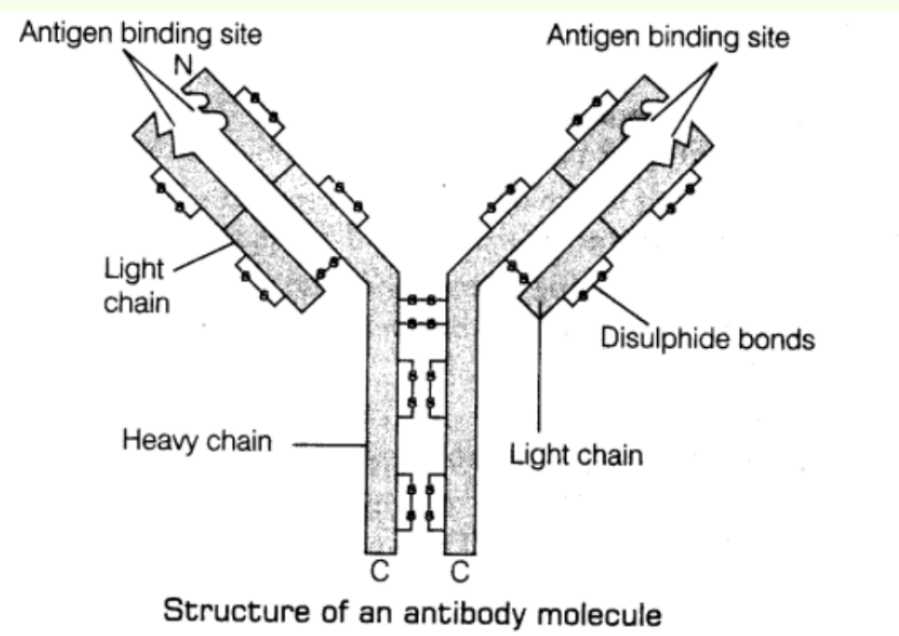 Antigen binding site
Antigen binding site
N
Light
chain
Disulphide bonds
Heavy chain
Light chain
C
C
Structure of an antibody molecule